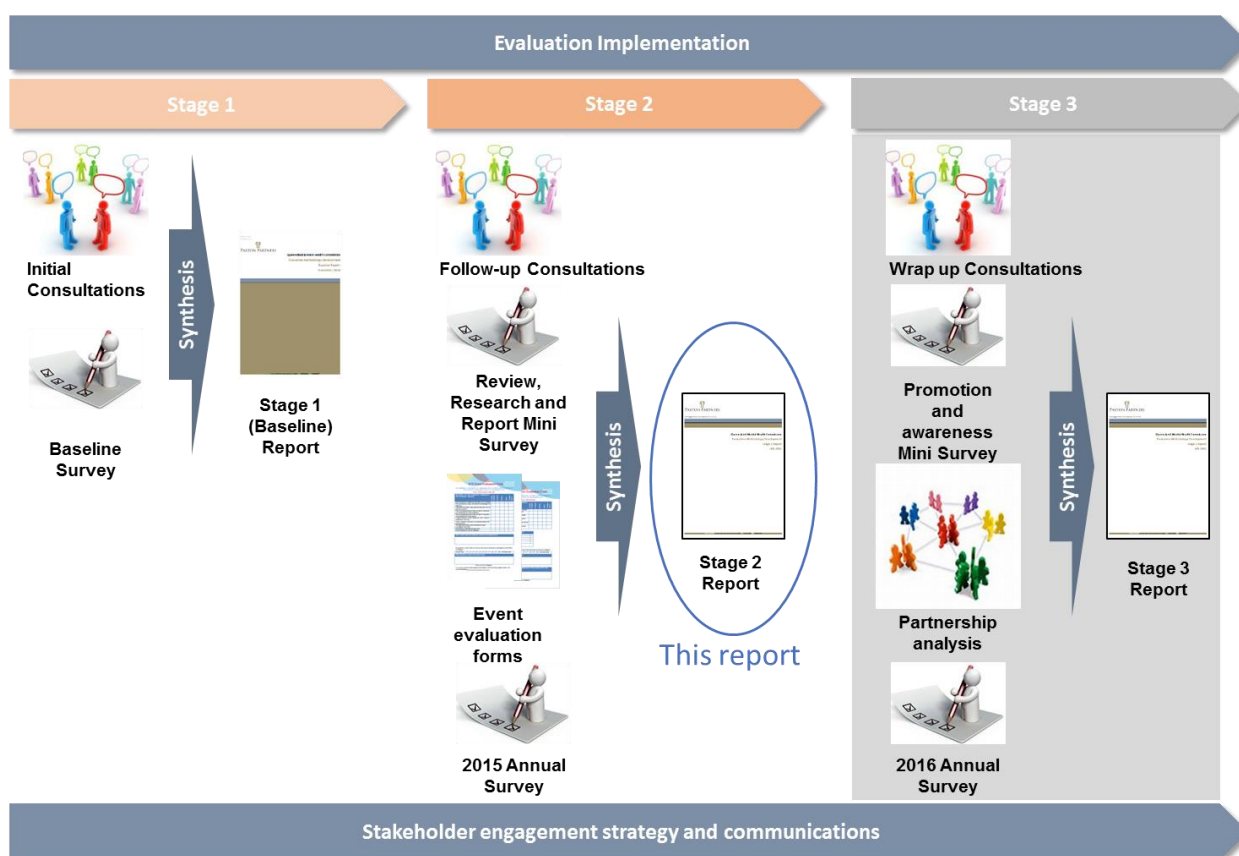 Evaluation Implementation
Stage 1
Stage 2
Stage 3
Initial
Consultations
Baseline
Survey
Synthesis
Stage 1
(Baseline)
Report
Follow-up Consultations
Review,
Research and
Report Mini
Survey
Event
evaluation
forms
2015 Annual
Survey
Synthesis
Stage 2
Report
This report
Wrap up Consultations
Promotion
and
awareness
Mini Survey
Partnership
analysis
2016 Annual
Survey
Synthesis
Stage 3
Report
Stakeholder engagement strategy and communications